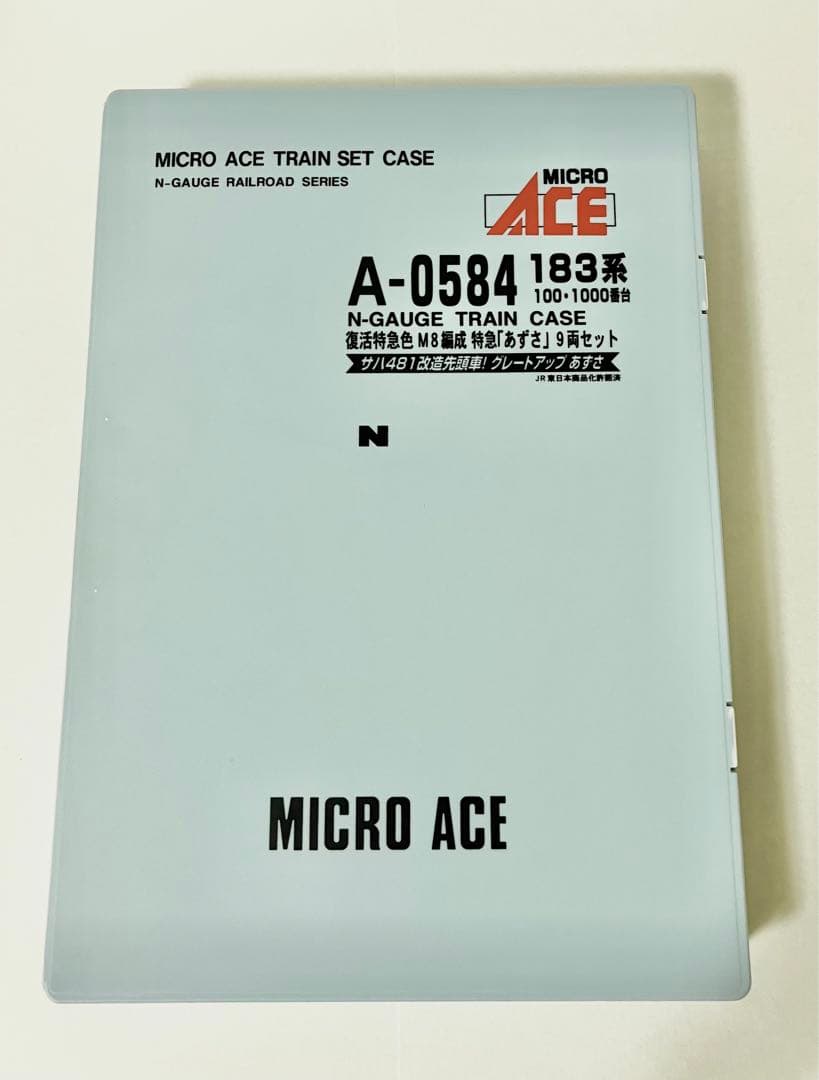 MICRO ACE TRAIN SET CASE
N-GAUGE RAILROAD SERIES
MICRO
ACE
A-0584 183系
100・1000番台
N-GAUGE TRAIN CASE
復活特急色 M8編成 特急「あずさ」9両セット
サハ481改造先頭車! グレートアップ あずさ
JR東日本商品化許諾済
N
MICRO ACE